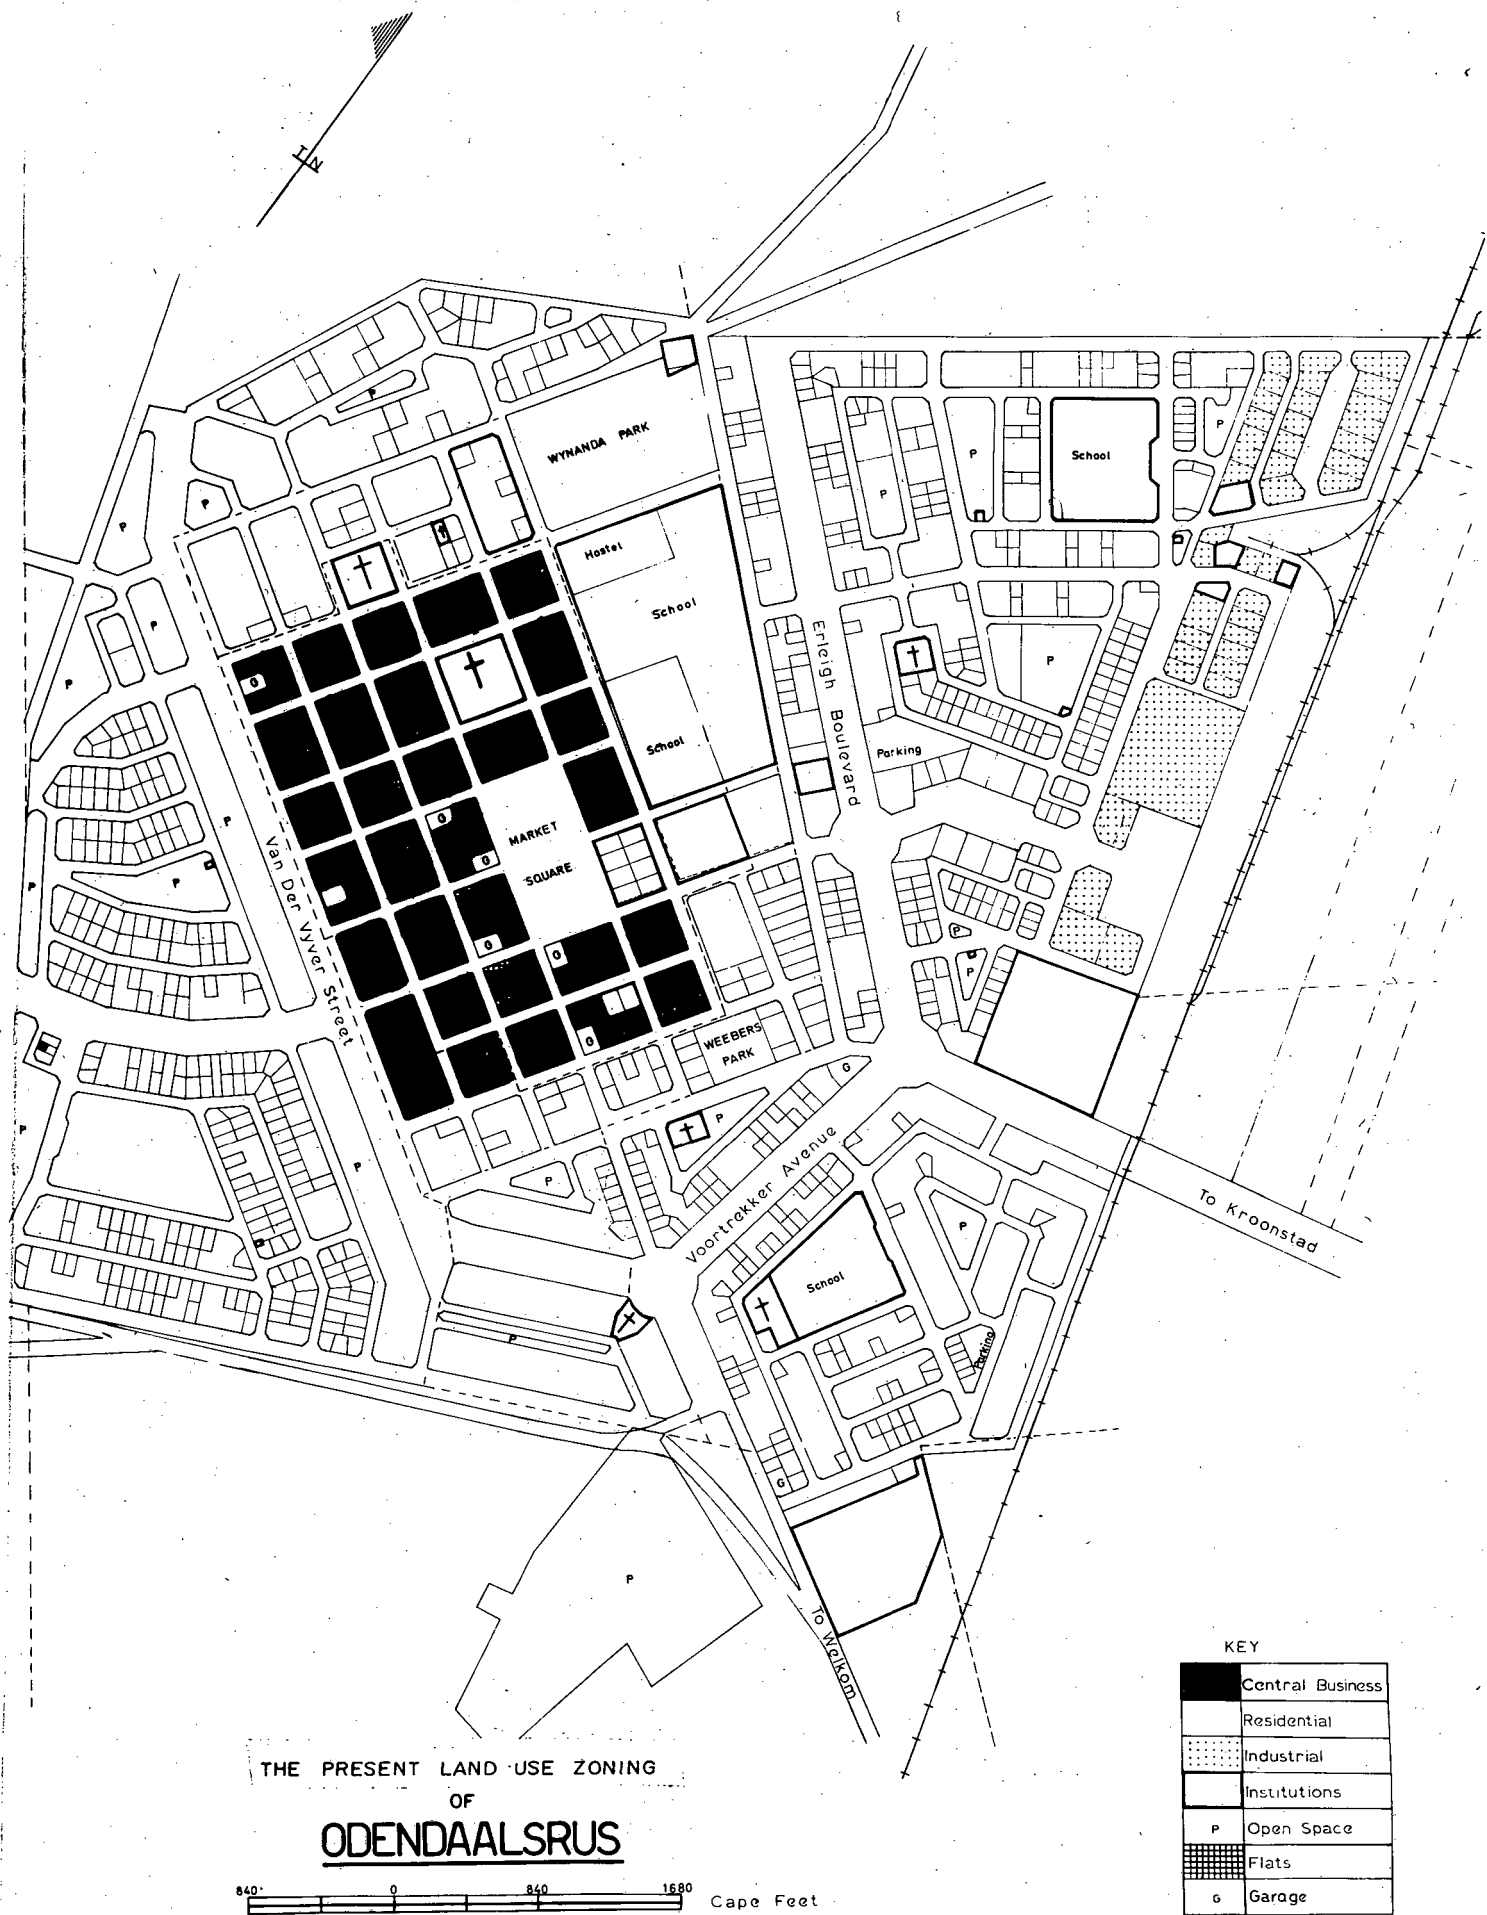 T.N
WYNANDA PARK
P
School
P
P
P
P
P
Hostel
School
P
P
P
G
Erleigh Boulevard
School
Parking
P
Van Der Vyver Street
G
MARKET
SQUARE
G
P
P
G
G
P
P
G
WEEBERS
PARK
G
P
P
P
P
Voortrekker Avenue
To Kroonstad
P
School
P
Parking
G
P
To Welkom
KEY
Central Business
Residential
Industrial
Institutions
P Open Space
Flats
G Garage
THE PRESENT LAND USE ZONING
OF
ODENDAALSRUS
840 0 840 1680 Cape Feet